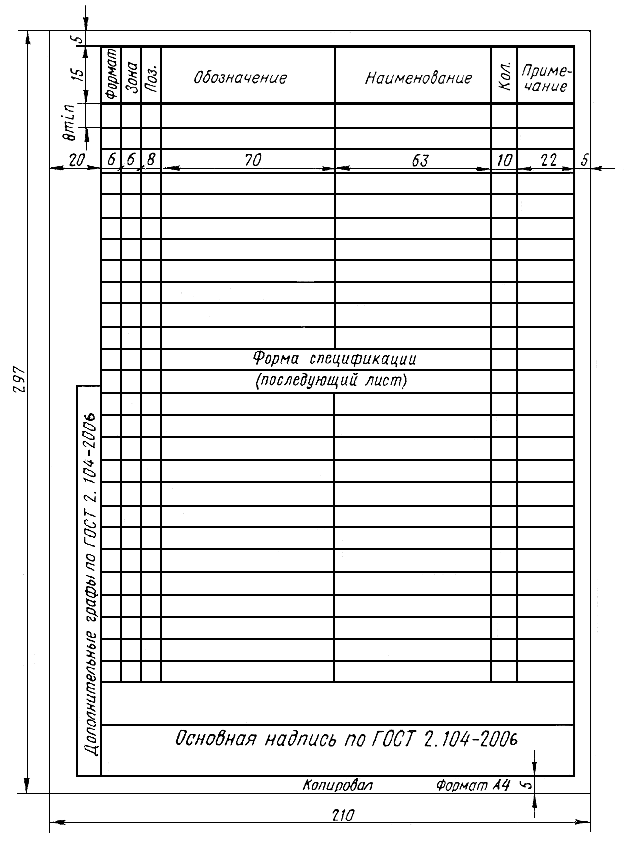 5
15
Формат
Зона
Поз.
Обозначение
Наименование
Кол.
Приме-
чание
8min
20 6 6 8 70 63 10 22 5
297
Форма спецификации
(последующий лист)
Дополнительные графы по ГОСТ 2.104-2006
Основная надпись по ГОСТ 2.104-2006
Копировал Формат А4 5
210